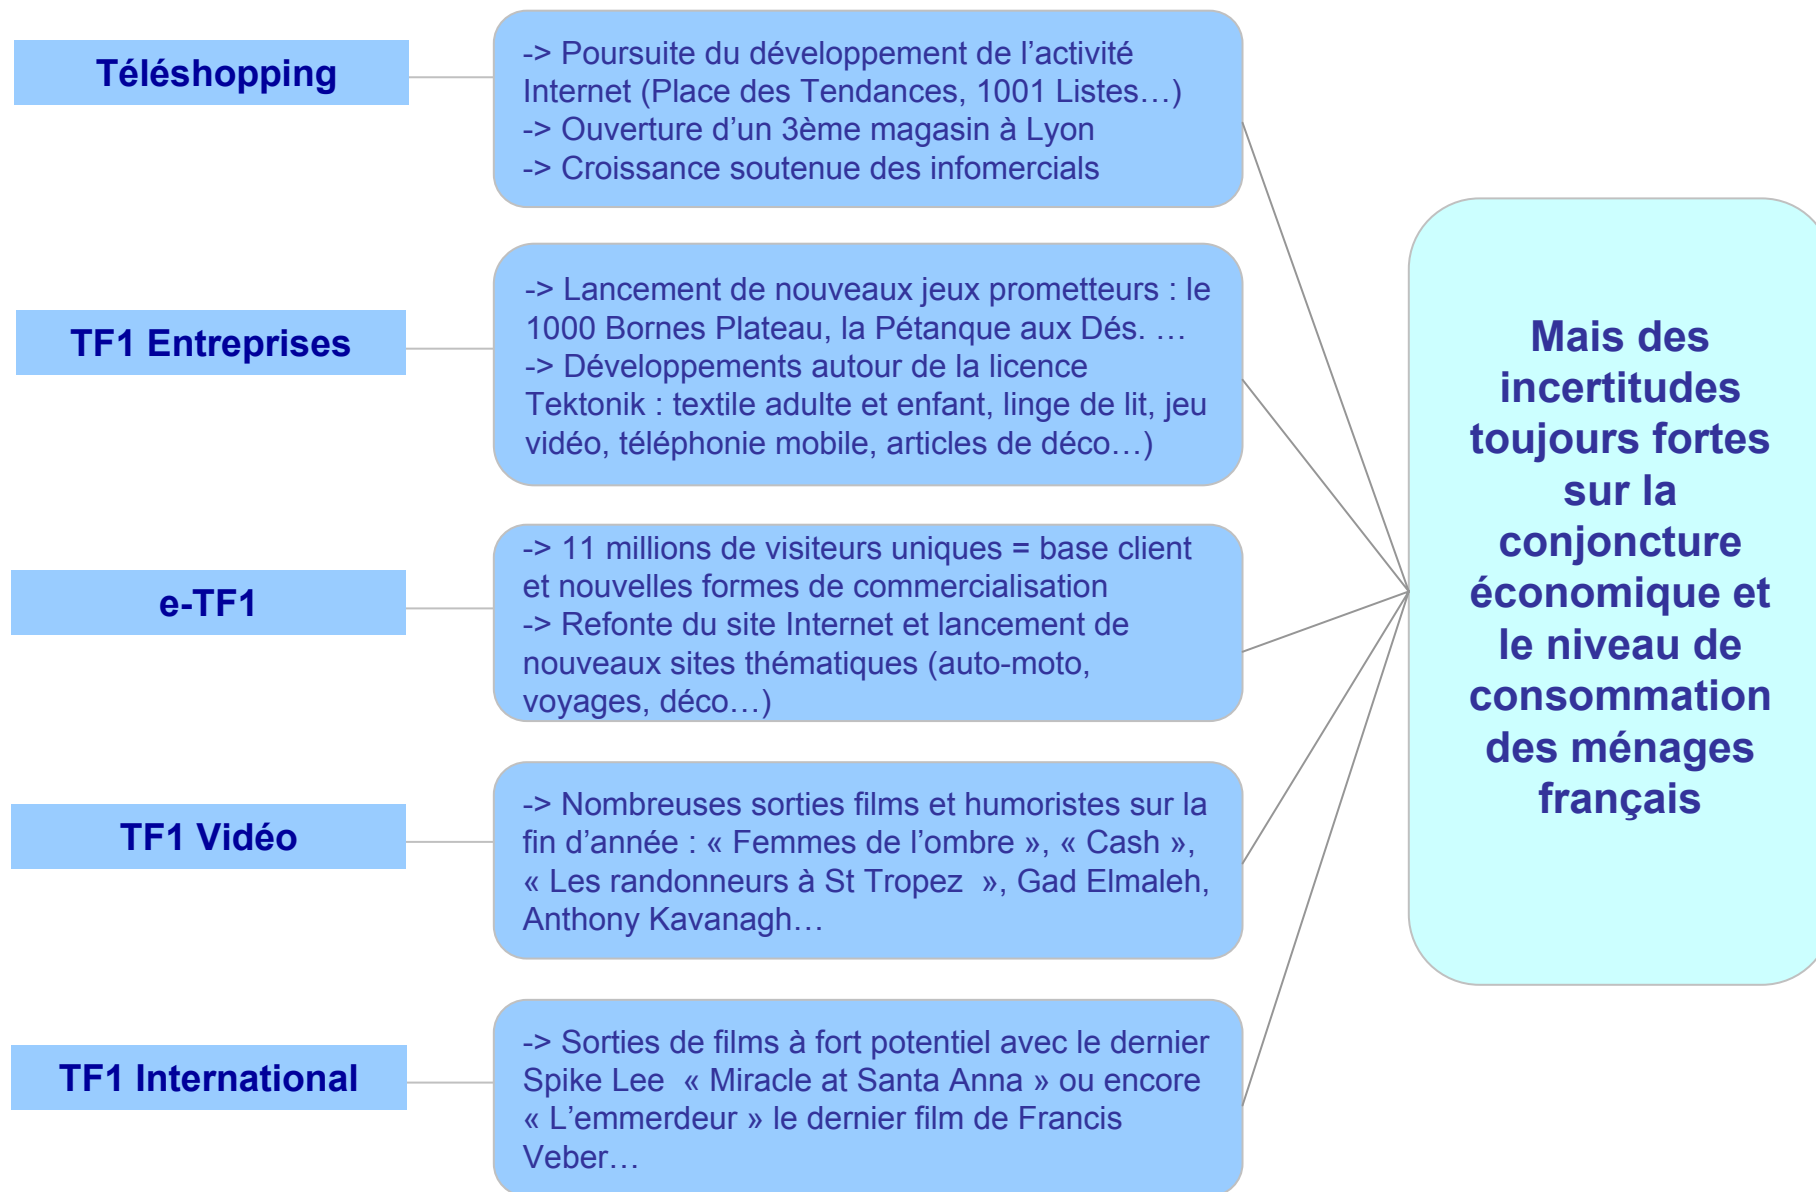 Téléshopping
-> Poursuite du développement de l’activité
Internet (Place des Tendances, 1001 Listes…)
-> Ouverture d’un 3ème magasin à Lyon
-> Croissance soutenue des infomercials
TF1 Entreprises
-> Lancement de nouveaux jeux prometteurs : le
1000 Bornes Plateau, la Pétanque aux Dés. …
-> Développements autour de la licence
Tektonik : textile adulte et enfant, linge de lit, jeu
vidéo, téléphonie mobile, articles de déco…)
e-TF1
-> 11 millions de visiteurs uniques = base client
et nouvelles formes de commercialisation
-> Refonte du site Internet et lancement de
nouveaux sites thématiques (auto-moto,
voyages, déco…)
TF1 Vidéo
-> Nombreuses sorties films et humoristes sur la
fin d’année : « Femmes de l’ombre », « Cash »,
« Les randonneurs à St Tropez  », Gad Elmaleh,
Anthony Kavanagh…
TF1 International
-> Sorties de films à fort potentiel avec le dernier
Spike Lee  « Miracle at Santa Anna » ou encore
« L’emmerdeur » le dernier film de Francis
Veber…
Mais des
incertitudes
toujours fortes
sur la
conjoncture
économique et
le niveau de
consommation
des ménages
français